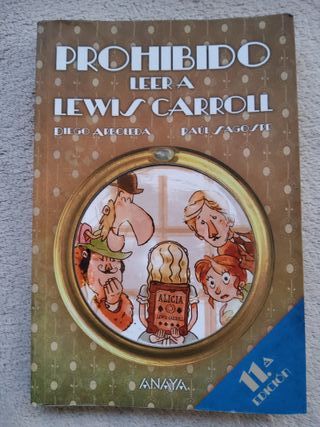 PROHIBIDO
LEER A
LEWIS CARROLL
DIEGO ARBOLEDA RAÚL SAGOSPE
ALICIA
LEWIS CARROLL
ANAYA
11.ª
EDICIÓN